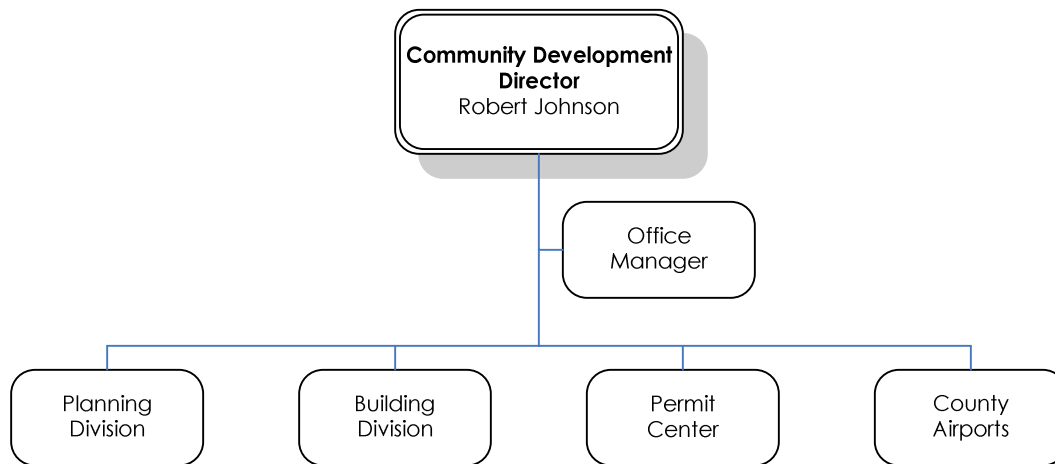 Community Development
Director
Robert Johnson
Office
Manager
Planning
Division
Building
Division
Permit
Center
County
Airports